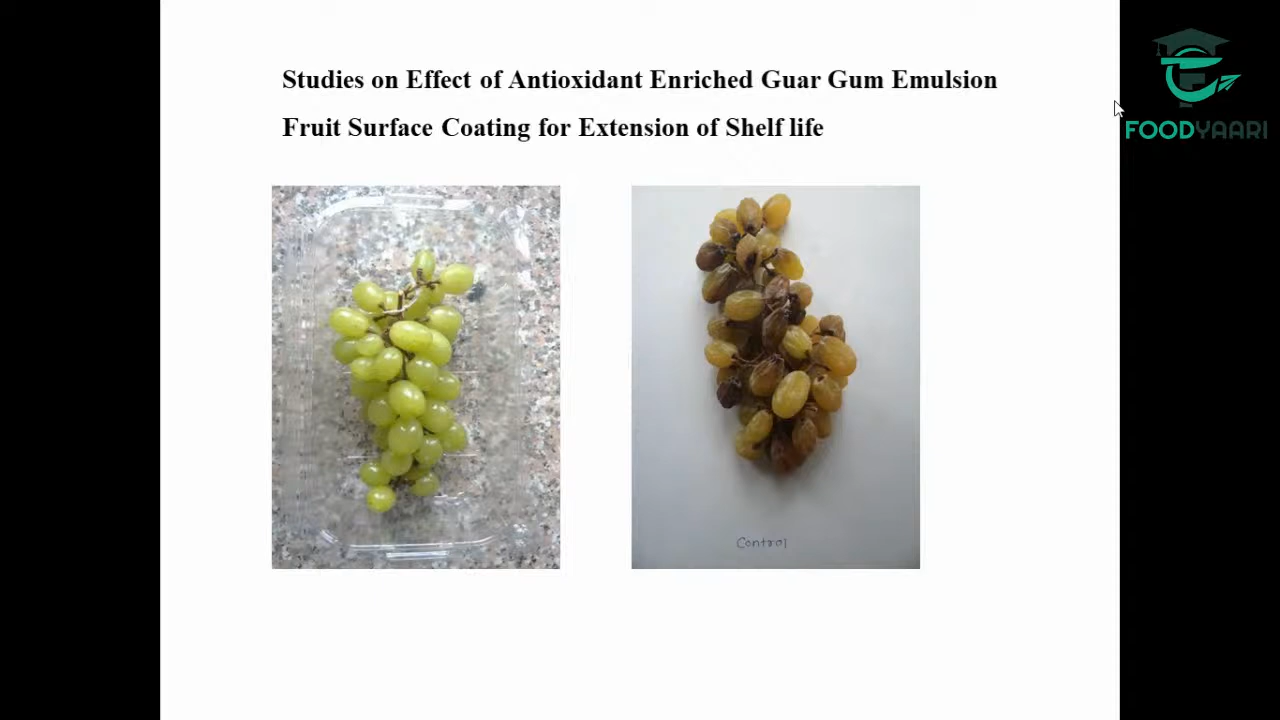 Studies on Effect of Antioxidant Enriched Guar Gum Emulsion
Fruit Surface Coating for Extension of Shelf life
FOODYAARI
Control